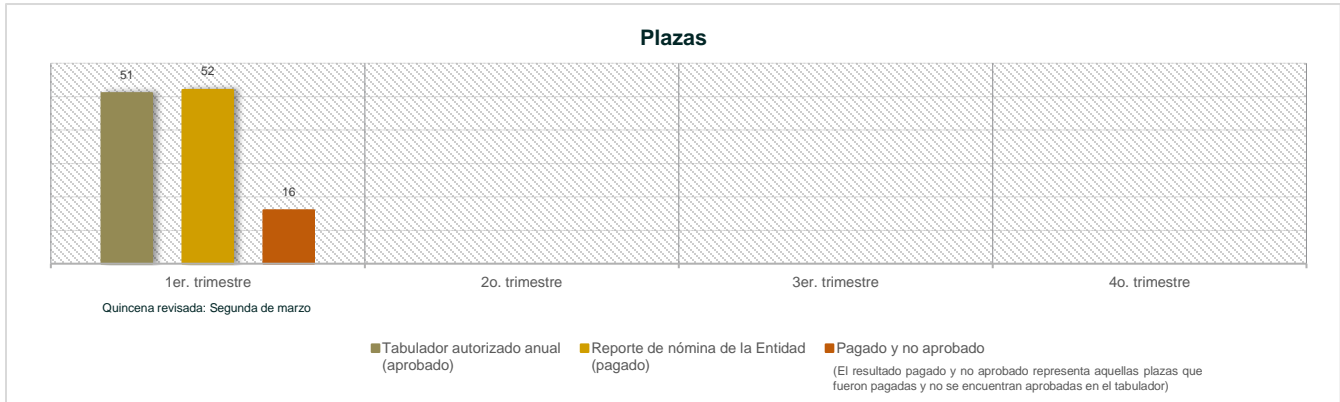 Plazas
51
52
16
1er. trimestre
2o. trimestre
3er. trimestre
4o. trimestre
Quincena revisada: Segunda de marzo
Tabulador autorizado anual
(aprobado)
Reporte de nómina de la Entidad
(pagado)
Pagado y no aprobado
(El resultado pagado y no aprobado representa aquellas plazas que
fueron pagadas y no se encuentran aprobadas en el tabulador)